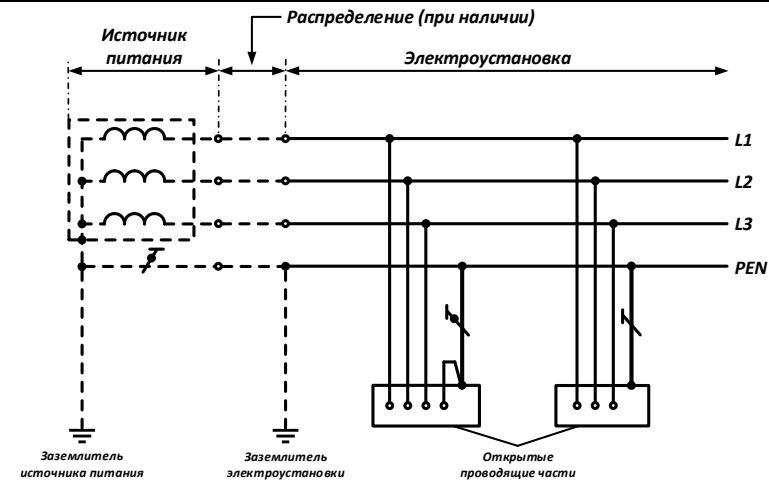 Распределение (при наличии)
Источник
питания
Электроустановка
L1
L2
L3
PEN
Заземлитель
источника питания
Заземлитель
электроустановки
Открытые
проводящие части